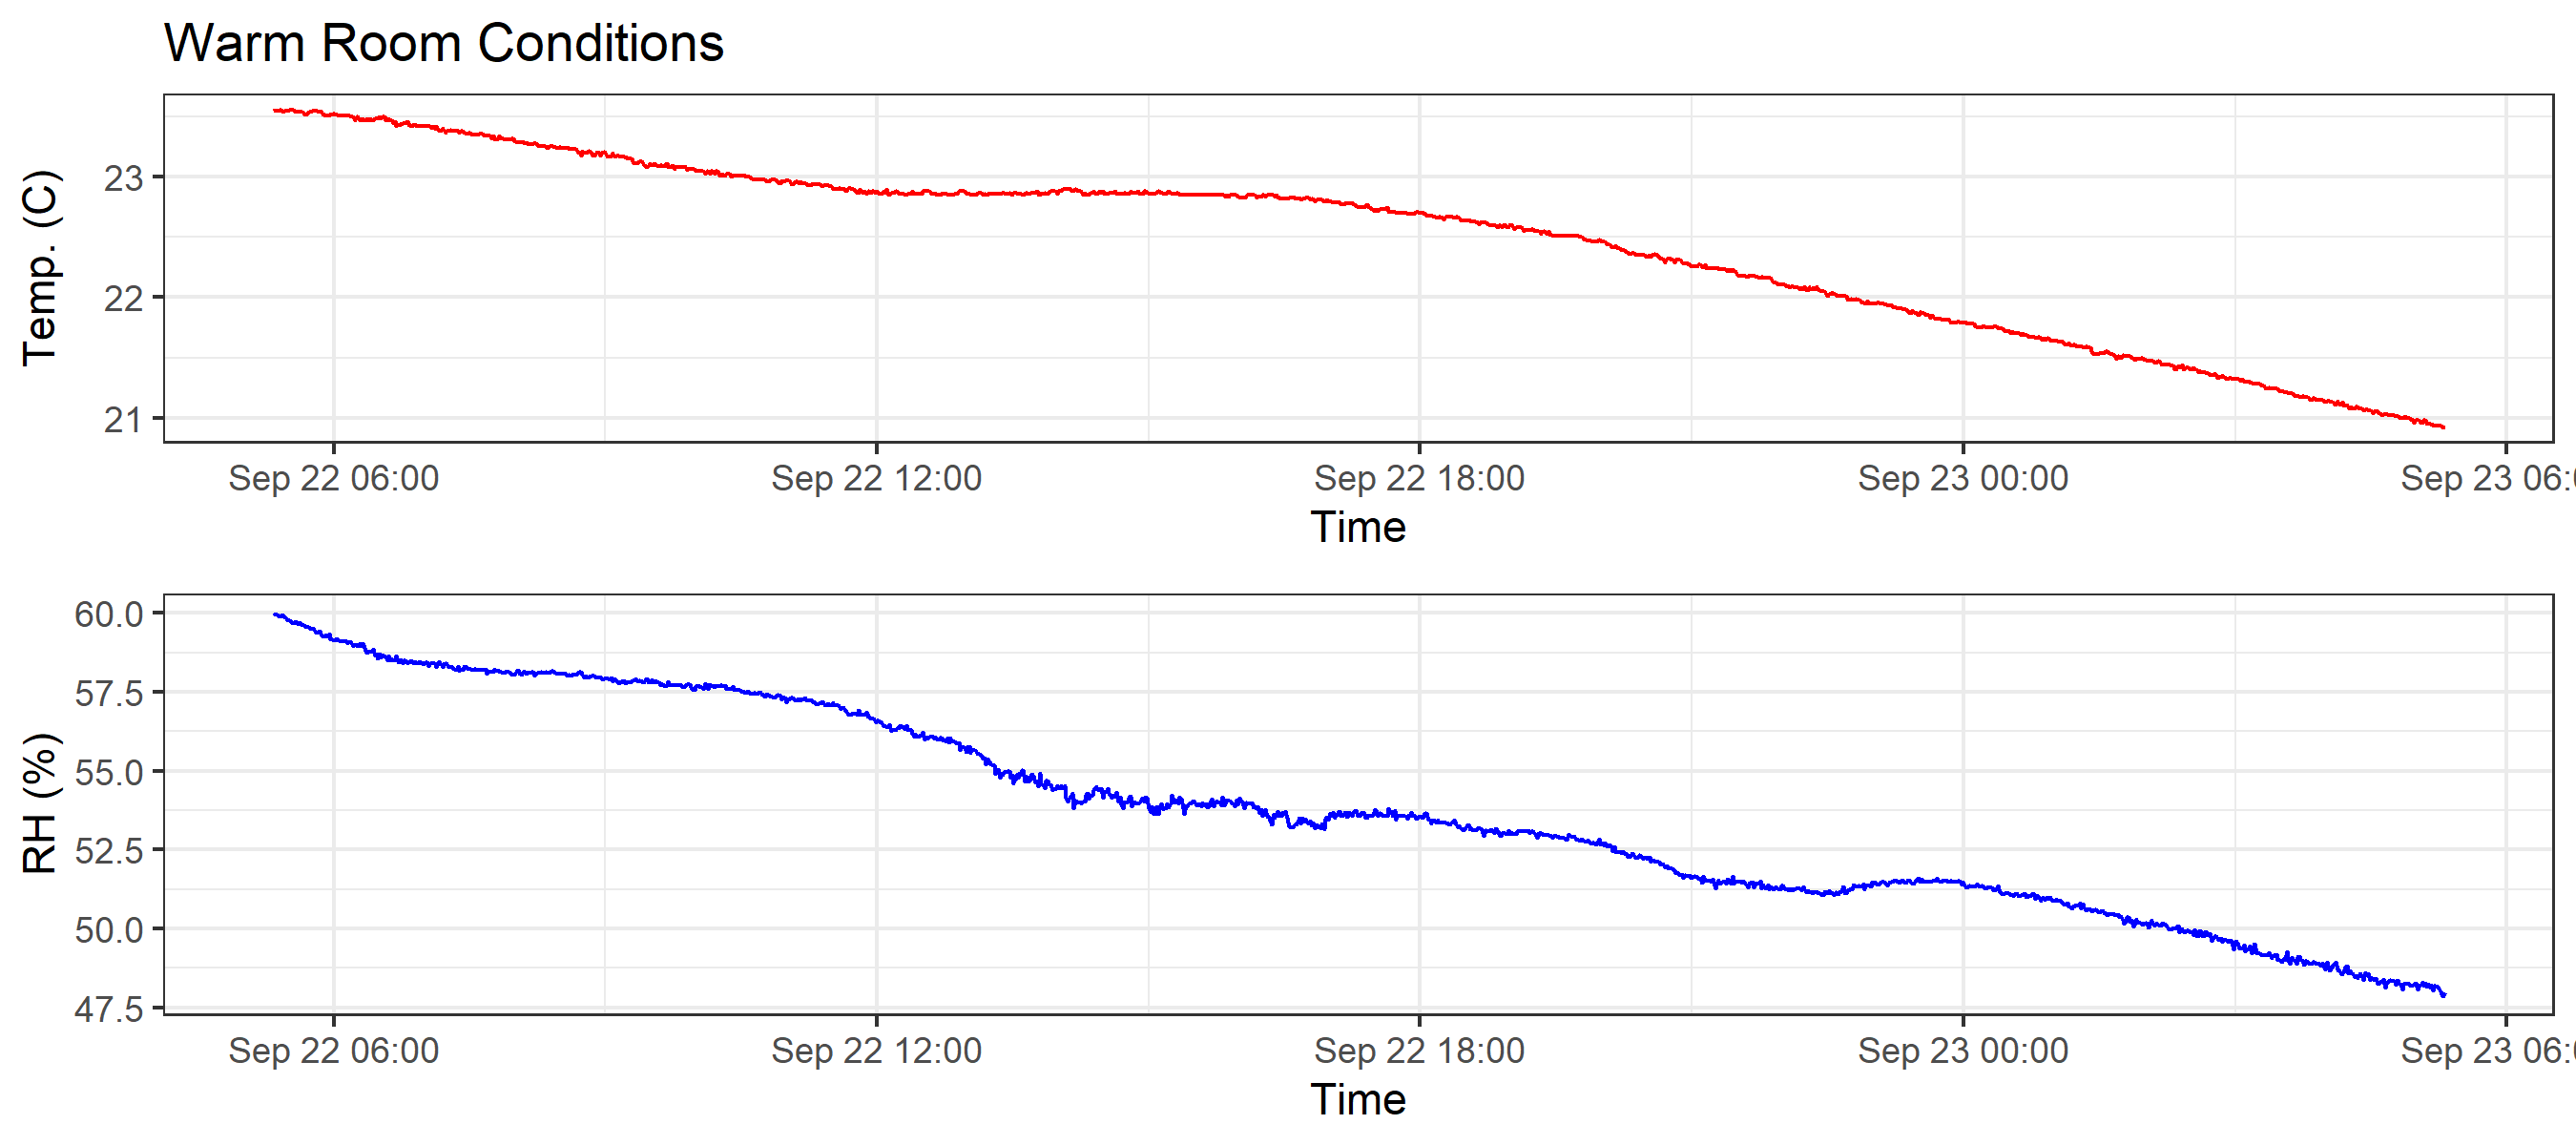 Warm Room Conditions
Temp. (C)
23
22
21
Sep 22 06:00 Sep 22 12:00 Sep 22 18:00 Sep 23 00:00 Sep 23 06:0
Time
RH (%)
60.0
57.5
55.0
52.5
50.0
47.5
Sep 22 06:00 Sep 22 12:00 Sep 22 18:00 Sep 23 00:00 Sep 23 06:0
Time